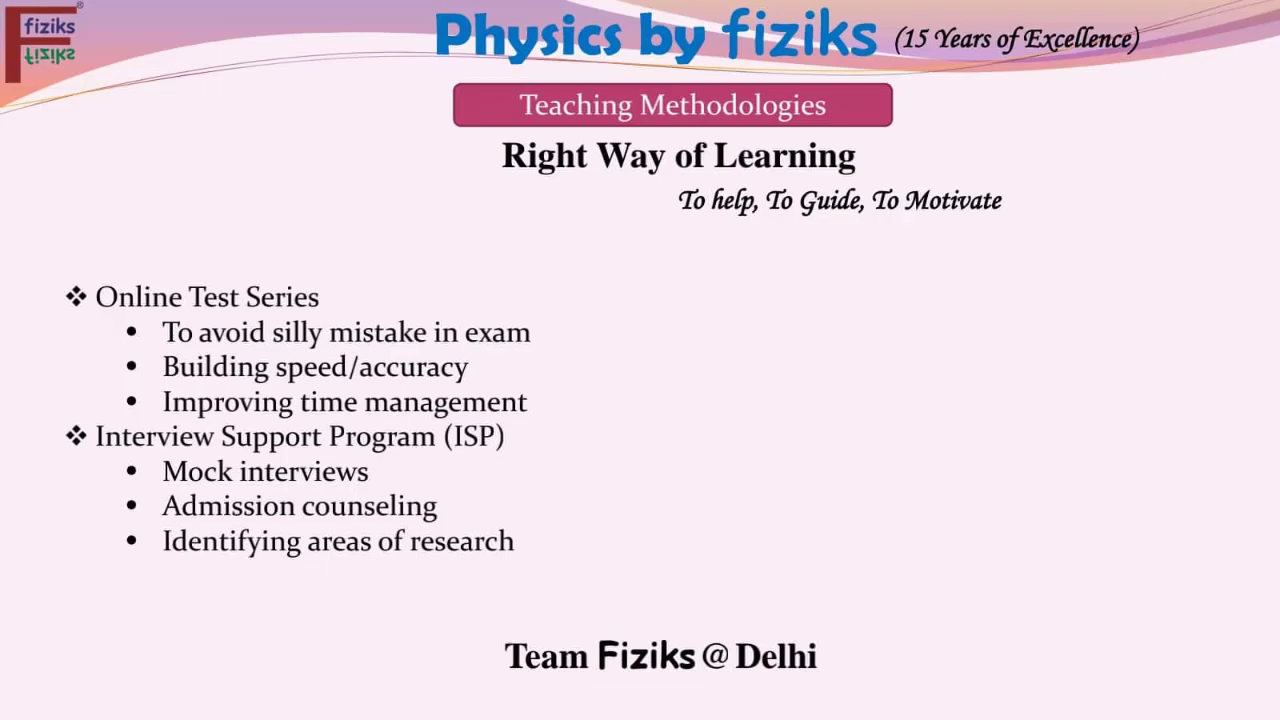 fiziks®
fiziks
Physics by fiziks (15 Years of Excellence)
Teaching Methodologies
Right Way of Learning
To help, To Guide, To Motivate
❖ Online Test Series
• To avoid silly mistake in exam
• Building speed/accuracy
• Improving time management
❖ Interview Support Program (ISP)
• Mock interviews
• Admission counseling
• Identifying areas of research
Team Fiziks @ Delhi